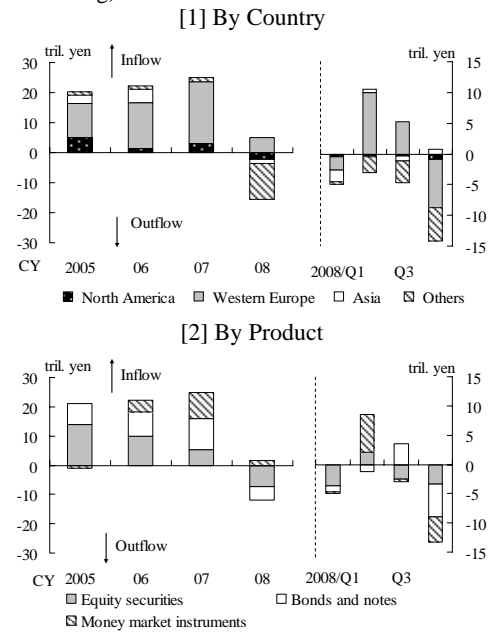 [1] By Country
tril. yen
Inflow
tril. yen
30
20
10
0
-10
-20
-30
15
10
5
0
-5
-10
-15
Outflow
CY 2005 06 07 08 2008/Q1 Q3
North America Western Europe Asia Others
[2] By Product
tril. yen
Inflow
tril. yen
30
20
10
0
-10
-20
-30
15
10
5
0
-5
-10
-15
Outflow
CY 2005 06 07 08 2008/Q1 Q3
Equity securities Bonds and notes
Money market instruments